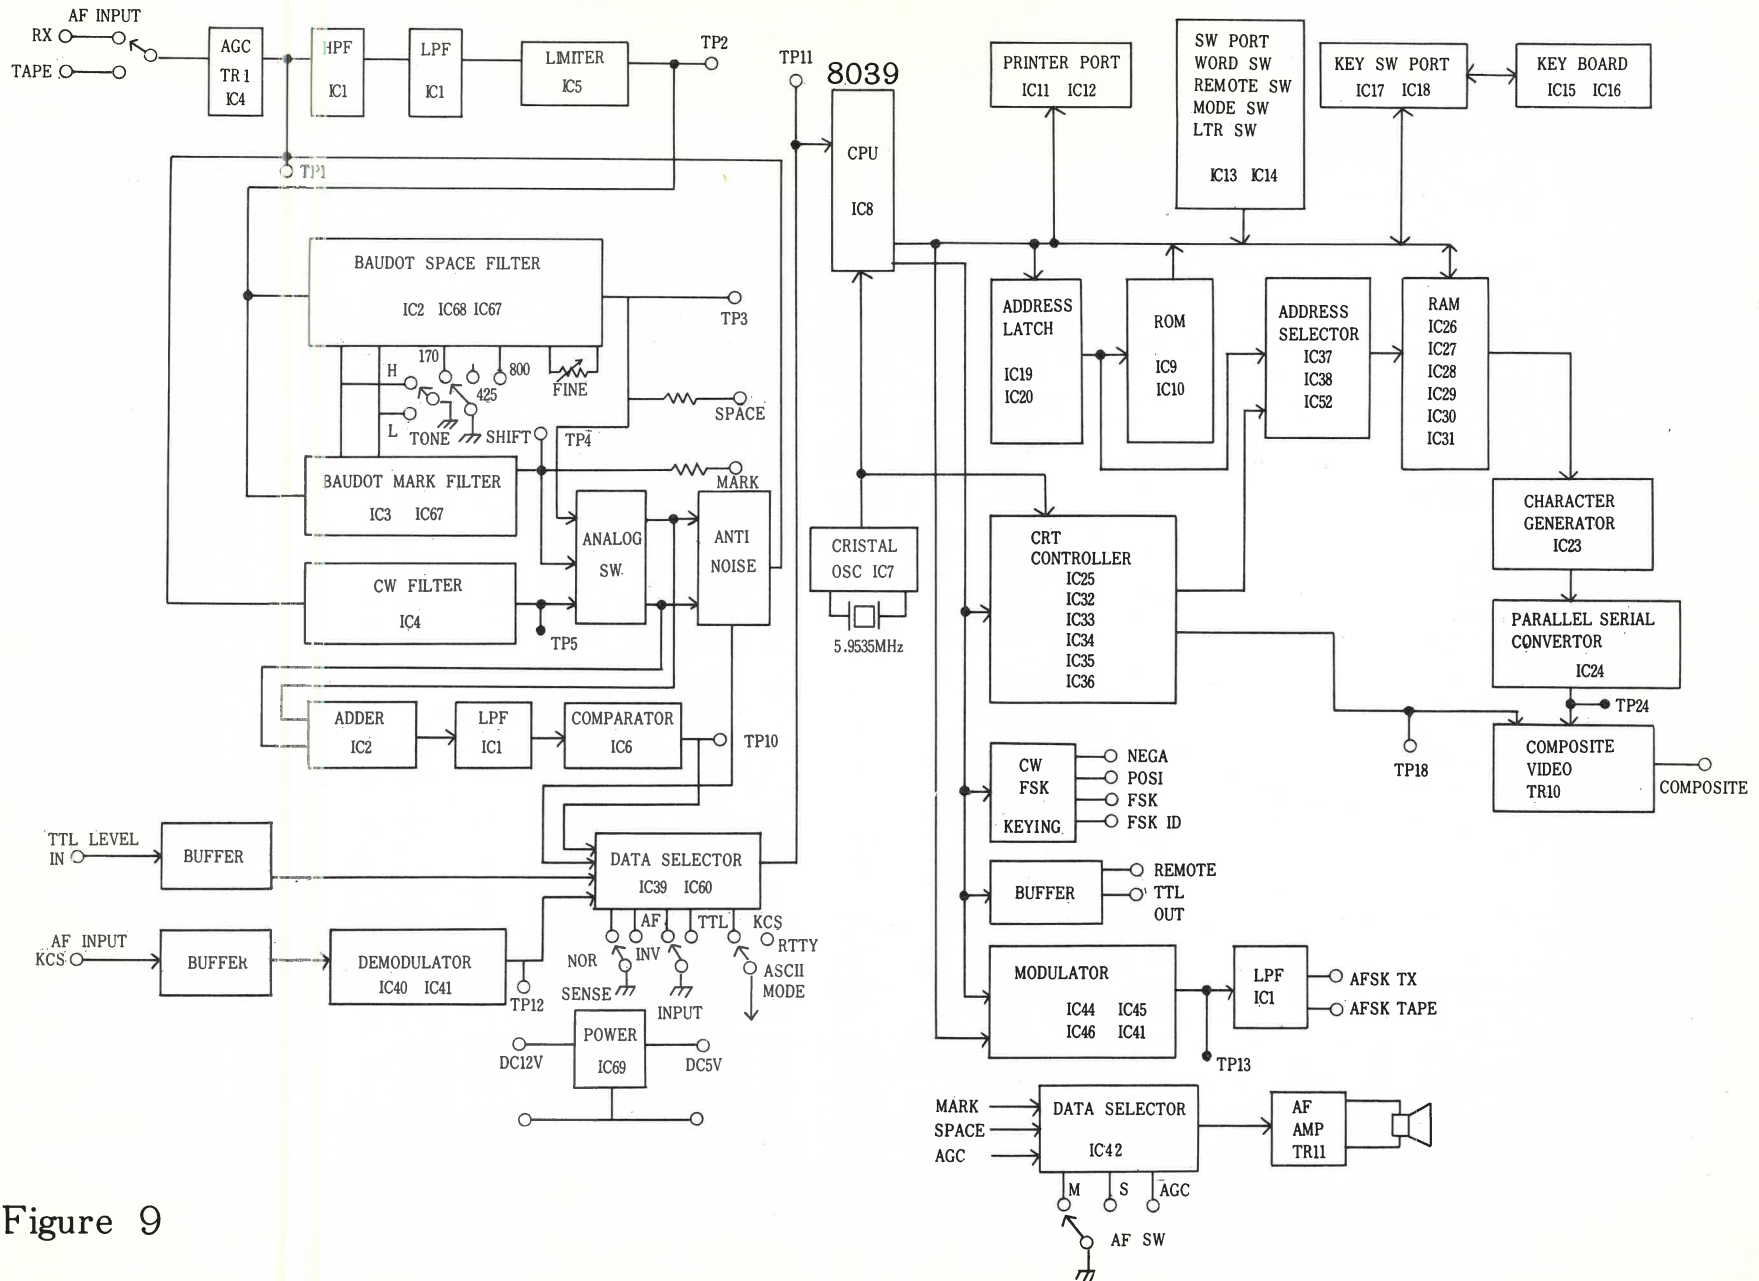 AF INPUT
RX
TAPE
AGC
TR 1
IC4
HPF
IC1
LPF
IC1
LIMITER
IC5
TP2
TP1
TP11
8039
CPU
IC8
PRINTER PORT
IC11 IC12
SW PORT
WORD SW
REMOTE SW
MODE SW
LTR SW
IC13 IC14
KEY SW PORT
IC17 IC18
KEY BOARD
IC15 IC16
BAUDOT SPACE FILTER
IC2 IC68 IC67
TP3
H
L
TONE
170
425
800
FINE
SPACE
SHIFT
TP4
MARK
BAUDOT MARK FILTER
IC3 IC67
CW FILTER
IC4
TP5
ANALOG
SW.
ANTI
NOISE
ADDER
IC2
LPF
IC1
COMPARATOR
IC6
TP10
CRISTAL
OSC IC7
5.9535MHz
ADDRESS
LATCH
IC19
IC20
ROM
IC9
IC10
ADDRESS
SELECTOR
IC37
IC38
IC52
RAM
IC26
IC27
IC28
IC29
IC30
IC31
CRT
CONTROLLER
IC25
IC32
IC33
IC34
IC35
IC36
CHARACTER
GENERATOR
IC23
PARALLEL SERIAL
CONVERTOR
IC24
TP24
TP18
COMPOSITE
VIDEO
TR10
COMPOSITE
CW
FSK
KEYING
NEGA
POSI
FSK
FSK ID
BUFFER
REMOTE
TTL
OUT
MODULATOR
IC44 IC45
IC46 IC41
TP13
LPF
IC1
AFSK TX
AFSK TAPE
TTL LEVEL
IN
BUFFER
AF INPUT
KCS
BUFFER
DEMODULATOR
IC40 IC41
TP12
DATA SELECTOR
IC39 IC60
NOR
INV
SENSE
AF
TTL
INPUT
KCS
RTTY
ASCII
MODE
POWER
IC69
DC12V
DC5V
MARK
SPACE
AGC
DATA SELECTOR
IC42
M
S
AGC
AF SW
AF
AMP
TR11
Figure 9